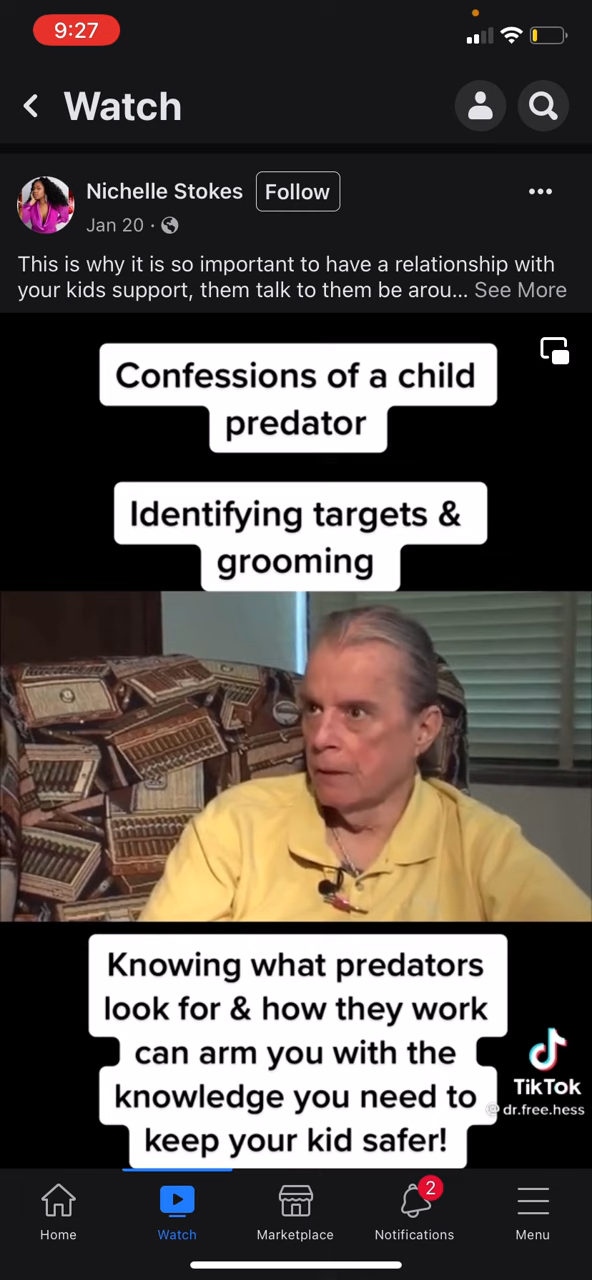 9:27
Watch
Nichelle Stokes
Follow
Jan 20 ·
This is why it is so important to have a relationship with
your kids support, them talk to them be arou... See More
Confessions of a child
predator
Identifying targets &
grooming
Knowing what predators
look for & how they work
can arm you with the
knowledge you need to
keep your kid safer!
TikTok
@dr.free.hess
2
Home
Watch
Marketplace
Notifications
Menu